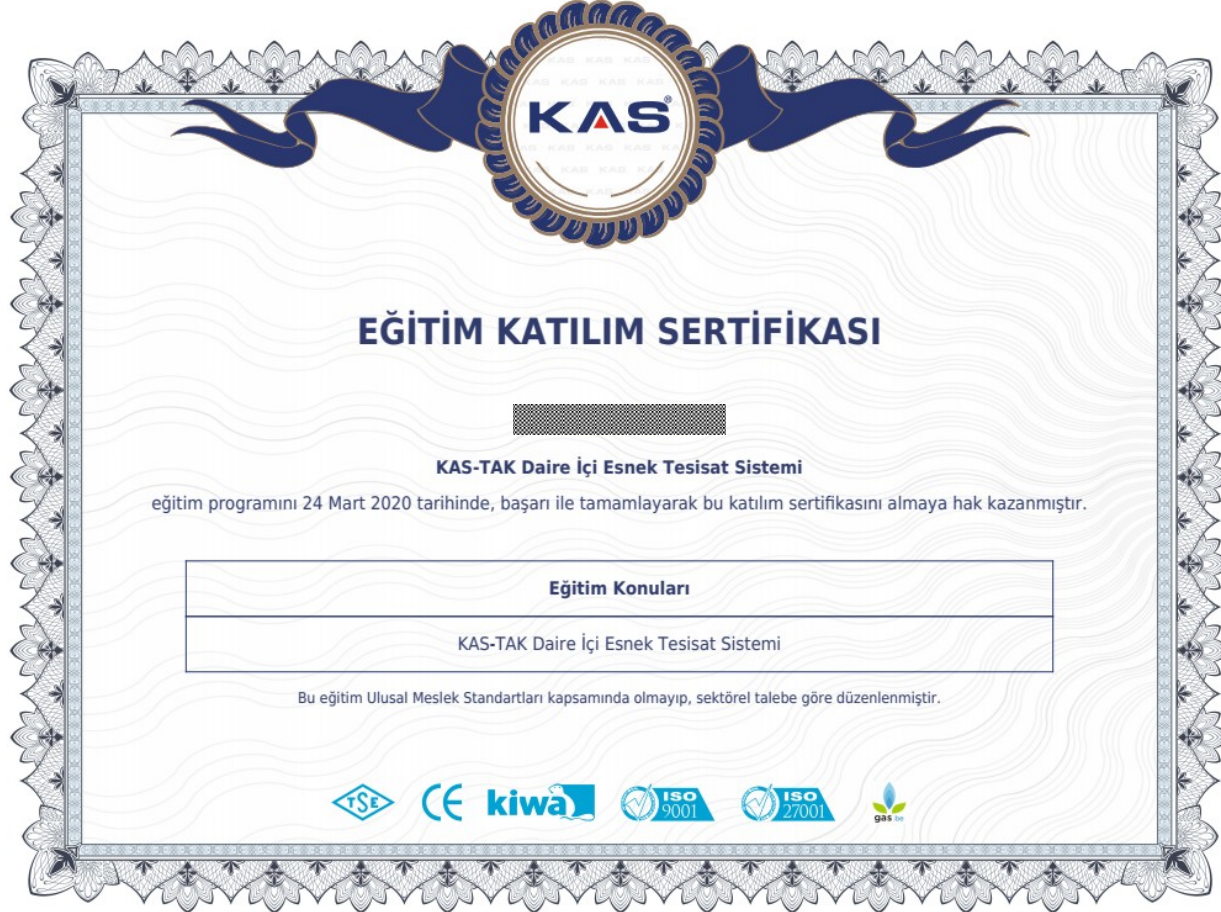 KAS®
EĞİTİM KATILIM SERTİFİKASI
KAS-TAK Daire İçi Esnek Tesisat Sistemi
eğitim programını 24 Mart 2020 tarihinde, başarı ile tamamlayarak bu katılım sertifikasını almaya hak kazanmıştır.
Eğitim Konuları
KAS-TAK Daire İçi Esnek Tesisat Sistemi
Bu eğitim Ulusal Meslek Standartları kapsamında olmayıp, sektörel talebe göre düzenlenmiştir.
TSE CE kiwa ISO 9001 ISO 27001 gas.be